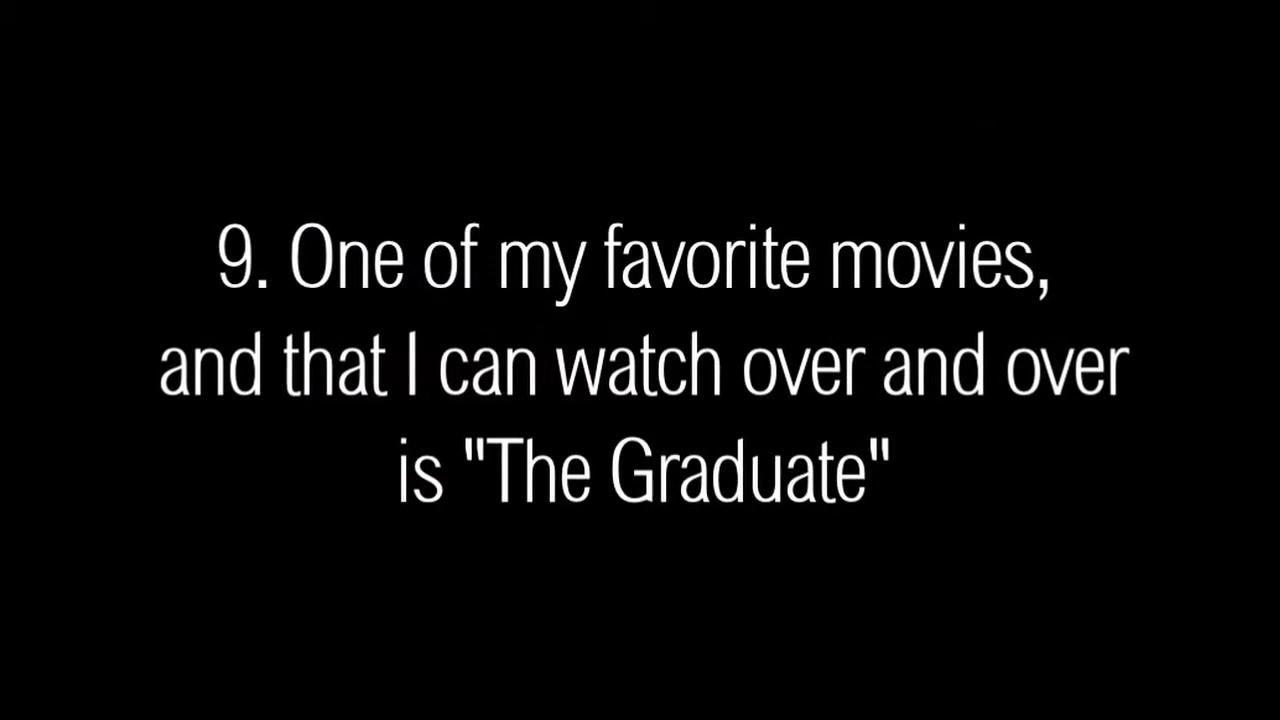 9. One of my favorite movies,
and that I can watch over and over
is "The Graduate"